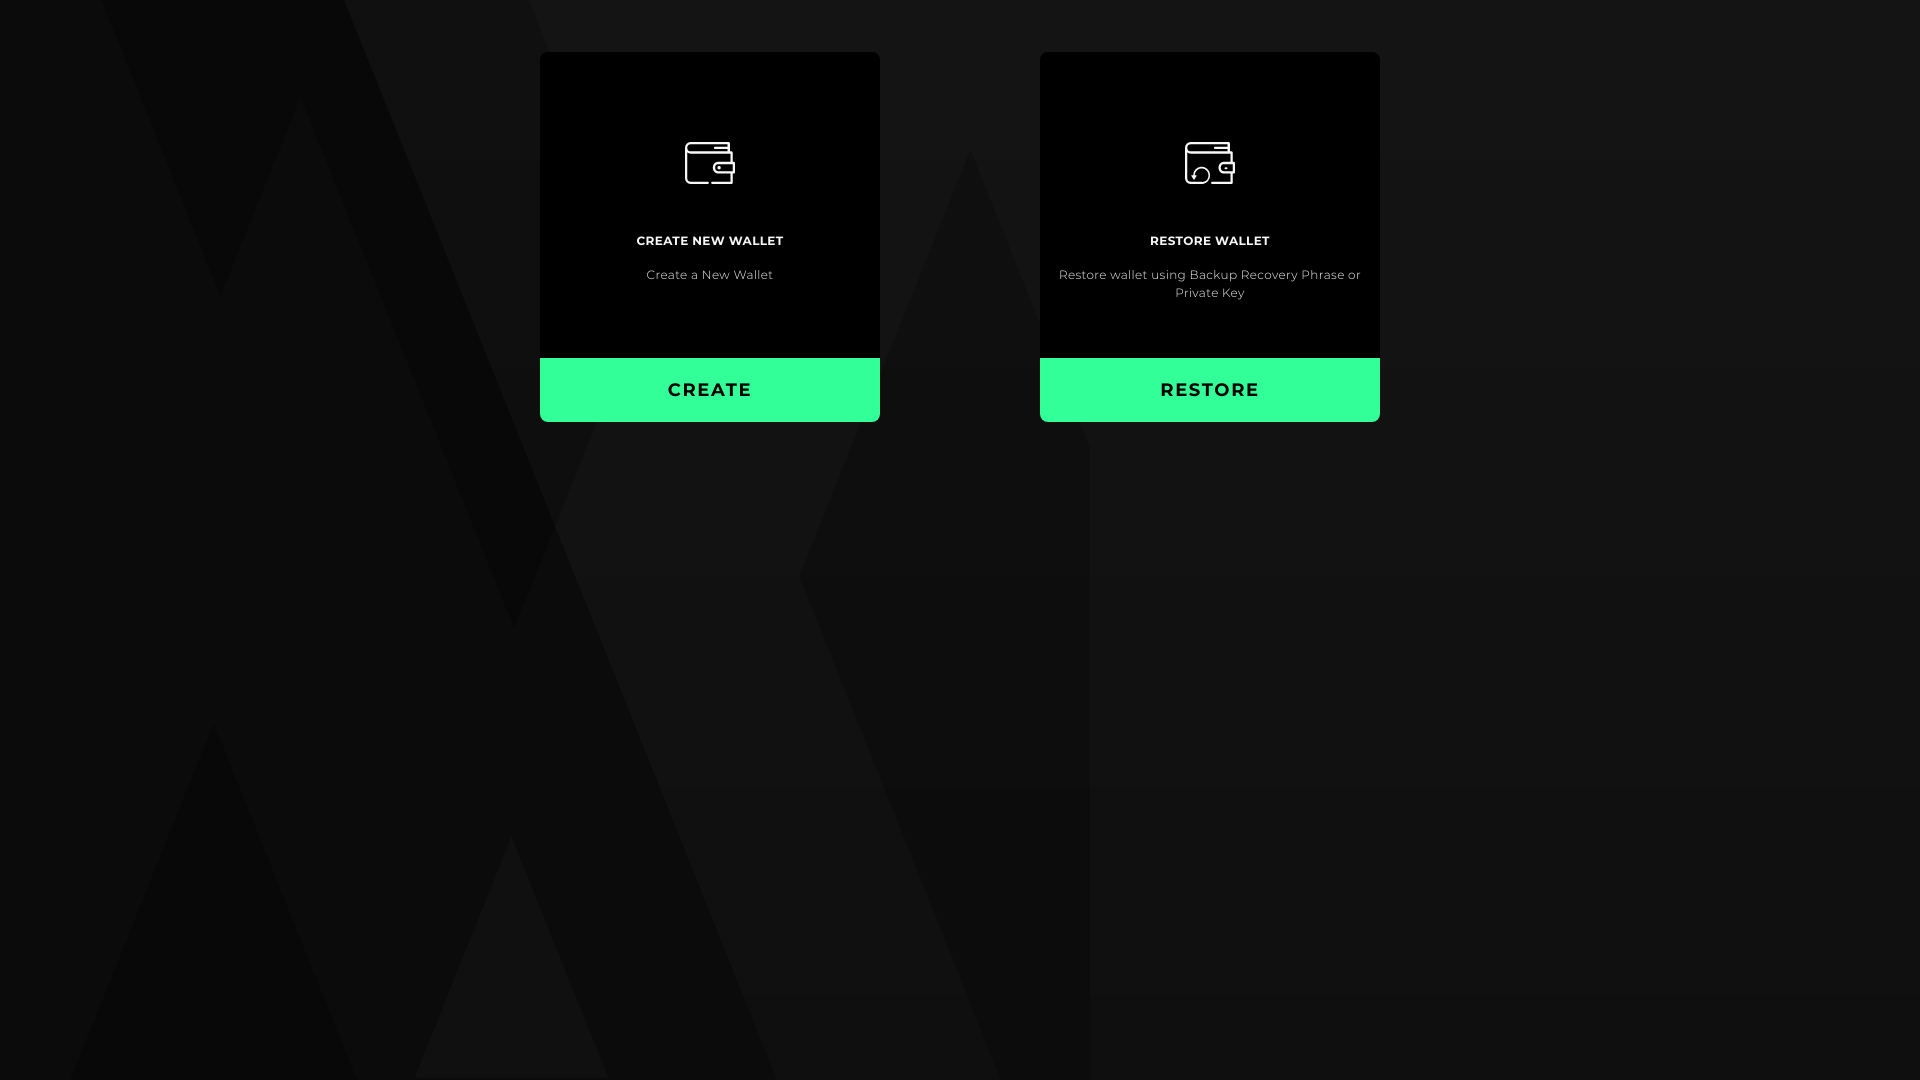 CREATE NEW WALLET
Create a New Wallet
CREATE
RESTORE WALLET
Restore wallet using Backup Recovery Phrase or
Private Key
RESTORE